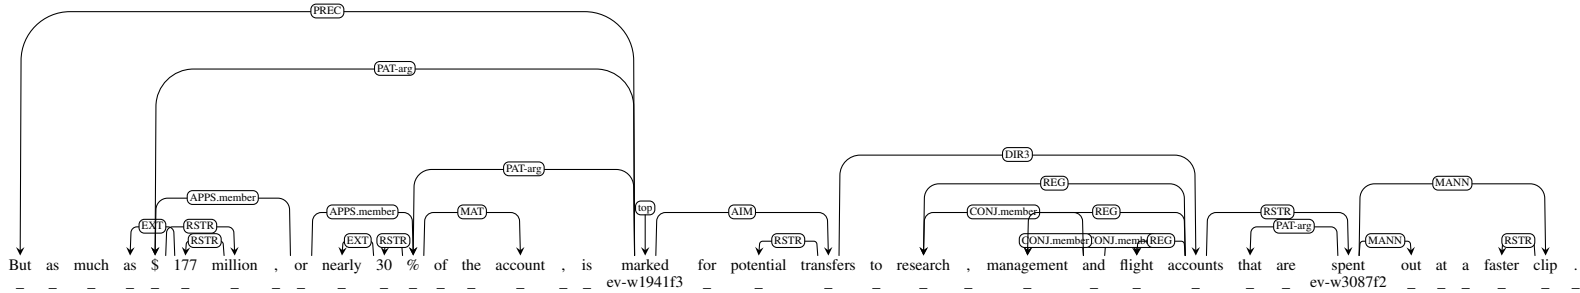 PREC
PAT-arg
DIR3
PAT-arg
REG
MANN
APPS.member
top
APPS.member
MAT
AIM
CONJ.member
REG
RSTR
EXT
RSTR
PAT-arg
RSTR
EXT
RSTR
RSTR
CONJ.member
CONJ.member
REG
MANN
RSTR
But as much as $ 177 million , or nearly 30 % of the account , is marked for potential transfers to research , management and flight accounts that are spent out at a faster clip .
_ _ _ _ _ _ _ _ _ _ _ _ _ _ _ _ _ ev-w1941f3 _ _ _ _ _ _ _ _ _ _ _ _ ev-w3087f2 _ _ _ _ _ _